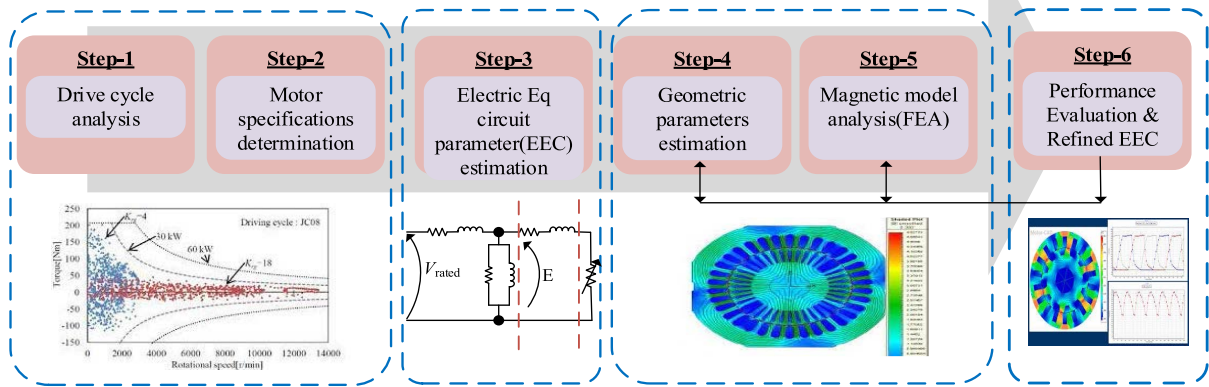 Step-1
Drive cycle
analysis
Step-2
Motor
specifications
determination
Step-3
Electric Eq
circuit
parameter(EEC)
estimation
Step-4
Geometric
parameters
estimation
Step-5
Magnetic model
analysis(FEA)
Step-6
Performance
Evaluation &
Refined EEC
Driving cycle : JC08
30 kW
60 kW
Torque[Nm]
250
200
150
100
50
0
-50
-100
-150
0
2000
4000
6000
8000
10000
12000
14000
Rotational speed[r/min]
Vrated
E
Shaded Plot